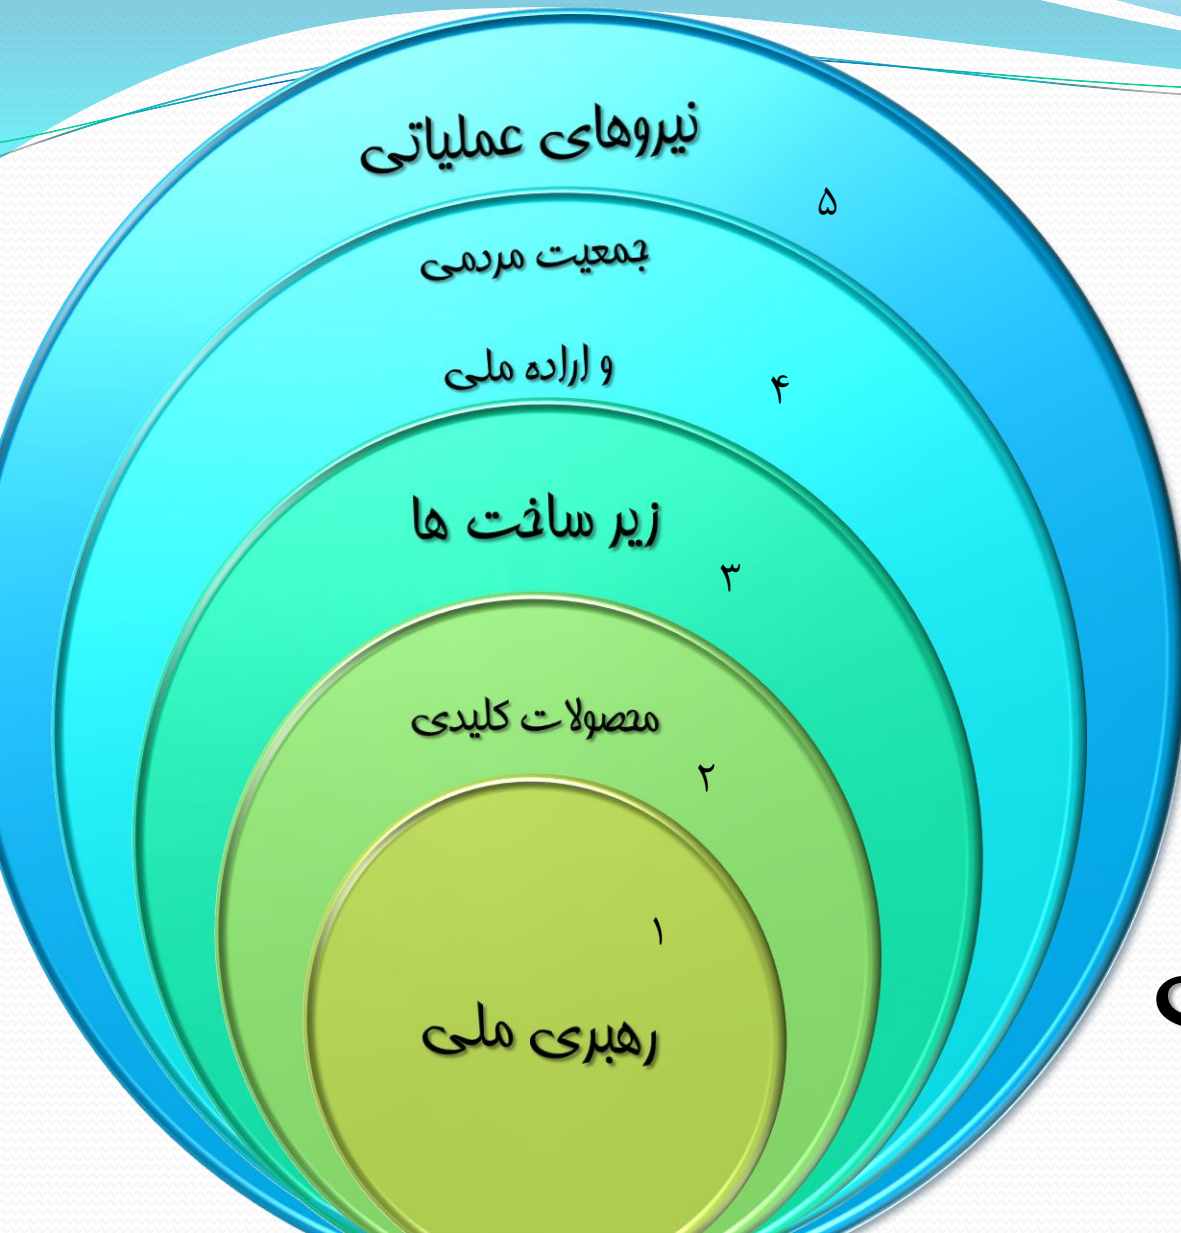 نیروهای عملیاتی
۵
جمعیت مردمی
و اراده ملی
۴
زیر ساخت ها
۳
محصولات کلیدی
۲
۱
رهبری ملی